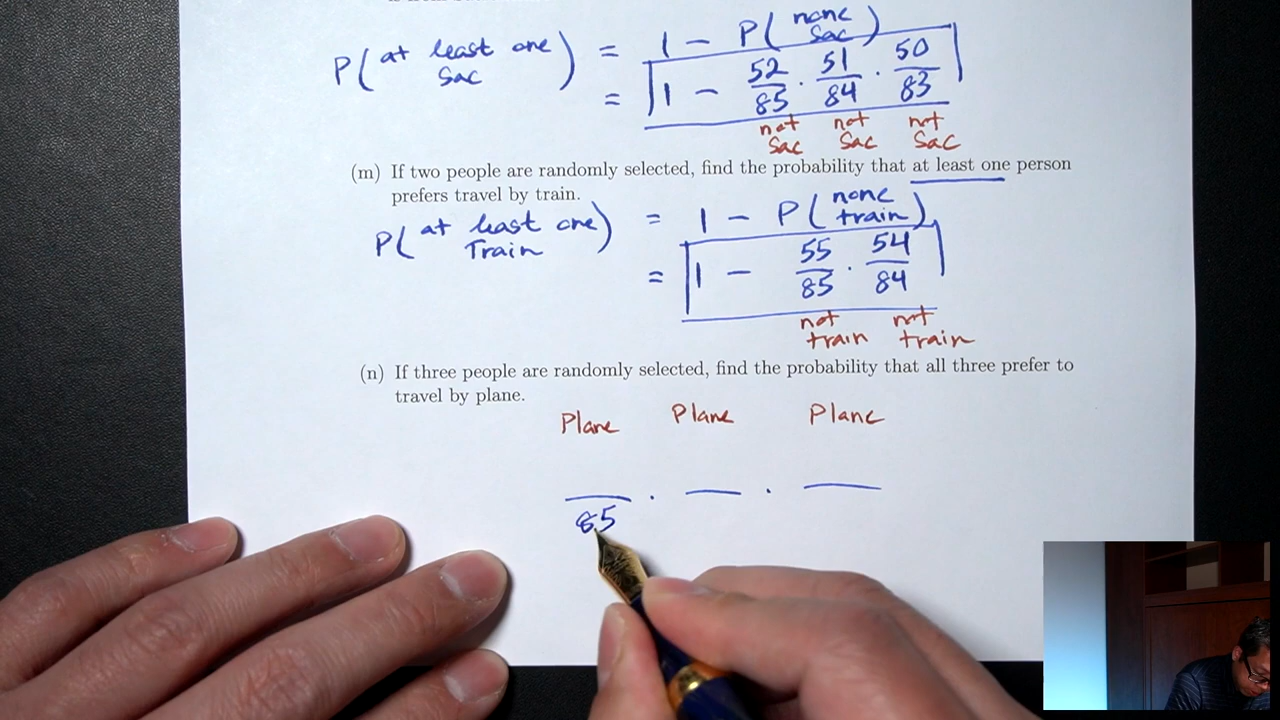 P( at least one Sac ) = 1 - P( none Sac )
= 1 - 52/85 · 51/84 · 50/83
not Sac not Sac not Sac
(m) If two people are randomly selected, find the probability that at least one person
prefers travel by train.
P( at least one Train ) = 1 - P( none train )
= 1 - 55/85 · 54/84
not train not train
(n) If three people are randomly selected, find the probability that all three prefer to
travel by plane.
Plane Plane Plane
85